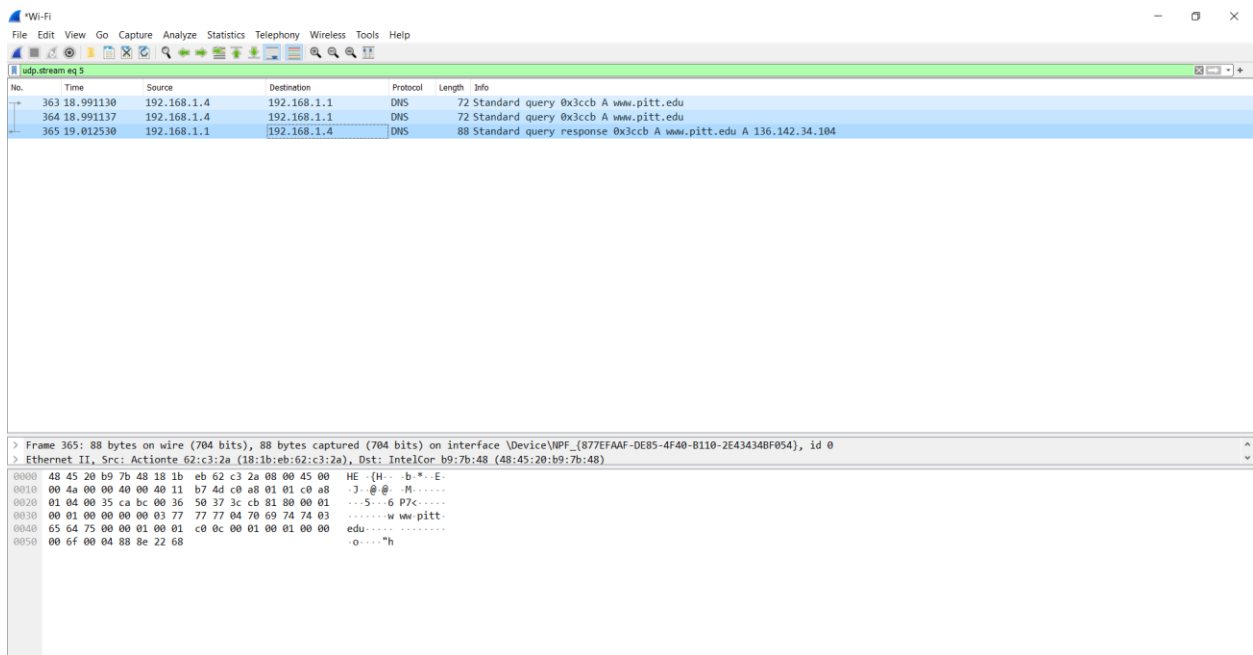 *Wi-Fi
File Edit View Go Capture Analyze Statistics Telephony Wireless Tools Help
udp.stream eq 5
No. Time Source Destination Protocol Length Info
363 18.991130 192.168.1.4 192.168.1.1 DNS 72 Standard query 0x3ccb A www.pitt.edu
364 18.991137 192.168.1.4 192.168.1.1 DNS 72 Standard query 0x3ccb A www.pitt.edu
365 19.012530 192.168.1.1 192.168.1.4 DNS 88 Standard query response 0x3ccb A www.pitt.edu A 136.142.34.104
> Frame 365: 88 bytes on wire (704 bits), 88 bytes captured (704 bits) on interface \Device\NPF_{877EFAAF-DE85-4F40-B110-2E43434BF054}, id 0
> Ethernet II, Src: Actionte_62:c3:2a (18:1b:eb:62:c3:2a), Dst: IntelCor_b9:7b:48 (48:45:20:b9:7b:48)
0000 48 45 20 b9 7b 48 18 1b eb 62 c3 2a 08 00 45 00 HE ·{H·· ·b·*··E·
0010 00 4a 00 00 40 00 40 11 b7 4d c0 a8 01 01 c0 a8 ·J··@·@· ·M······
0020 01 04 00 35 ca bc 00 36 50 37 3c cb 81 80 00 01 ···5···6 P7<·····
0030 00 01 00 00 00 00 03 77 77 77 04 70 69 74 74 03 ·······w ww·pitt·
0040 65 64 75 00 00 01 00 01 c0 0c 00 01 00 01 00 00 edu····· ········
0050 00 6f 00 04 88 8e 22 68 ·o····"h